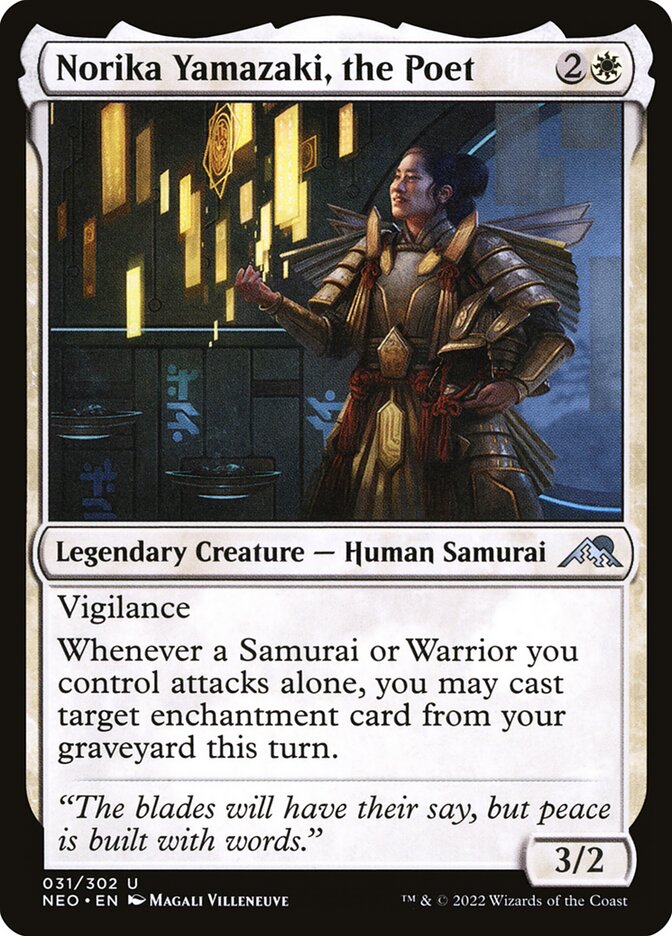 Norika Yamazaki, the Poet 2
Legendary Creature — Human Samurai
Vigilance
Whenever a Samurai or Warrior you
control attacks alone, you may cast
target enchantment card from your
graveyard this turn.
“The blades will have their say, but peace
is built with words.”
3/2
031/302 U
NEO • EN Magali Villeneuve
™ & © 2022 Wizards of the Coast